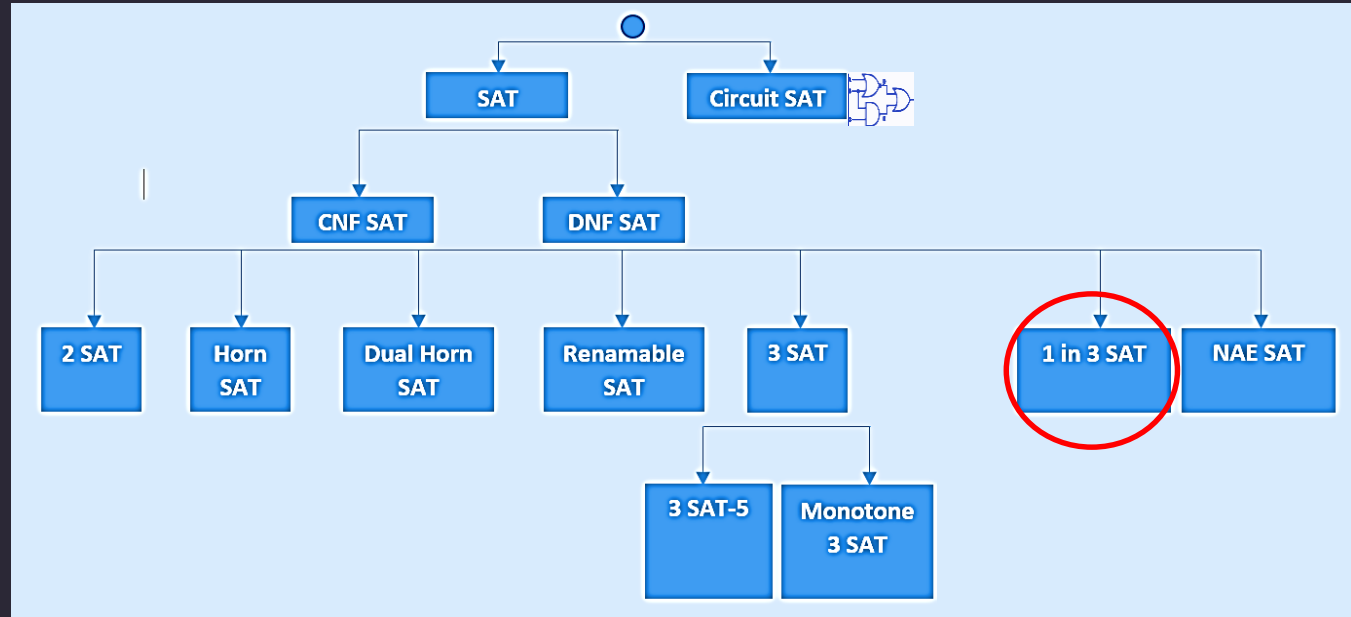 SAT
Circuit SAT
CNF SAT
DNF SAT
2 SAT
Horn
SAT
Dual Horn
SAT
Renamable
SAT
3 SAT
1 in 3 SAT
NAE SAT
3 SAT-5
Monotone
3 SAT